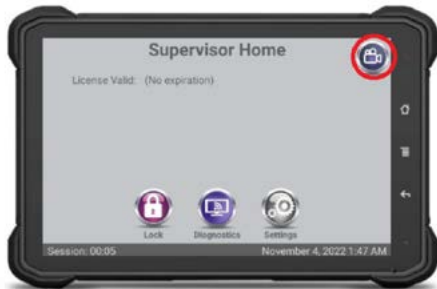 Supervisor Home
License Valid: (No expiration)
Lock Diagnostics Settings
Session: 00:05 November 4, 2022 1:47 AM